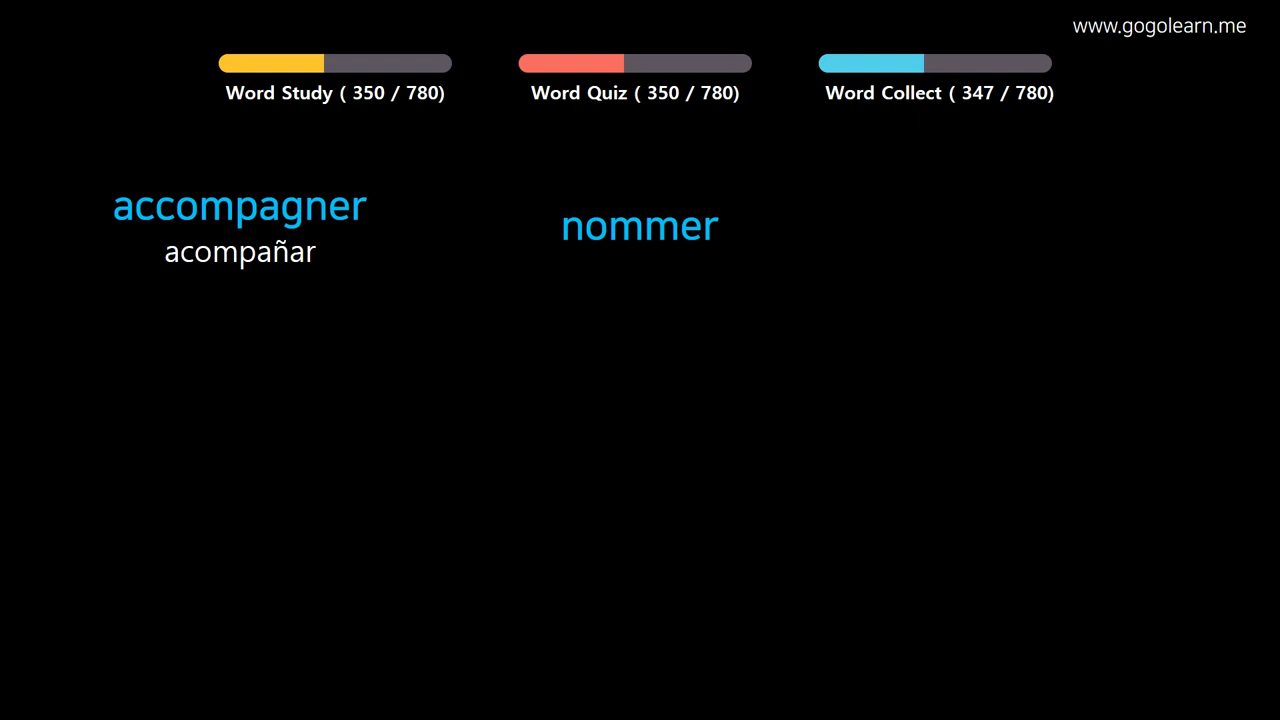 www.gogolearn.me
Word Study ( 350 / 780)
Word Quiz ( 350 / 780)
Word Collect ( 347 / 780)
accompagner
acompañar
nommer